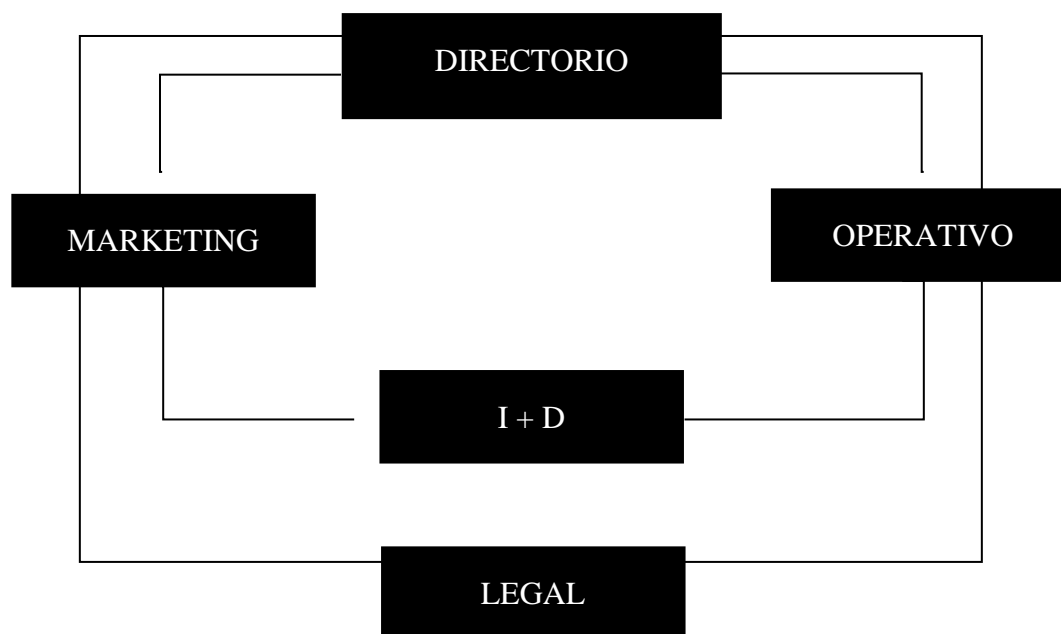 DIRECTORIO
MARKETING
OPERATIVO
I + D
LEGAL